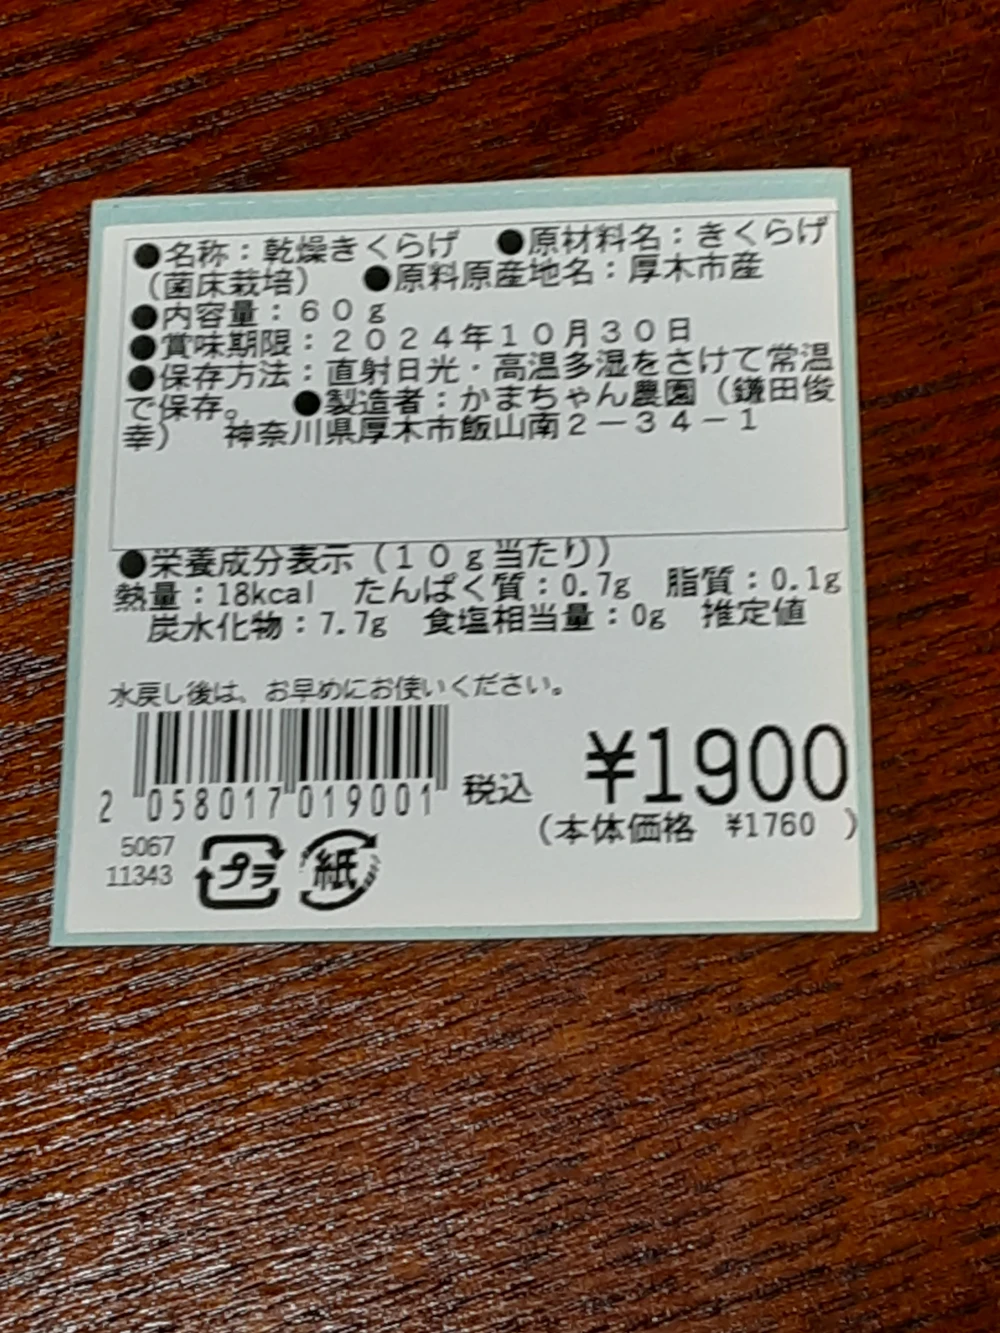 ●名称：乾燥きくらげ　●原材料名：きくらげ
（菌床栽培）　●原料原産地名：厚木市産
●内容量：６０ｇ
●賞味期限：２０２４年１０月３０日
●保存方法：直射日光・高温多湿をさけて常温
で保存。　●製造者：かまちゃん農園（鎌田俊
幸）　神奈川県厚木市飯山南２－３４－１
●栄養成分表示（１０ｇ当たり）
熱量：18kcal　たんぱく質：0.7g　脂質：0.1g
炭水化物：7.7g　食塩相当量：0g　推定値
水戻し後は、お早めにお使いください。
2 058017 019001
税込 ¥1900
（本体価格 ¥1760 ）
5067
11343
プラ 紙